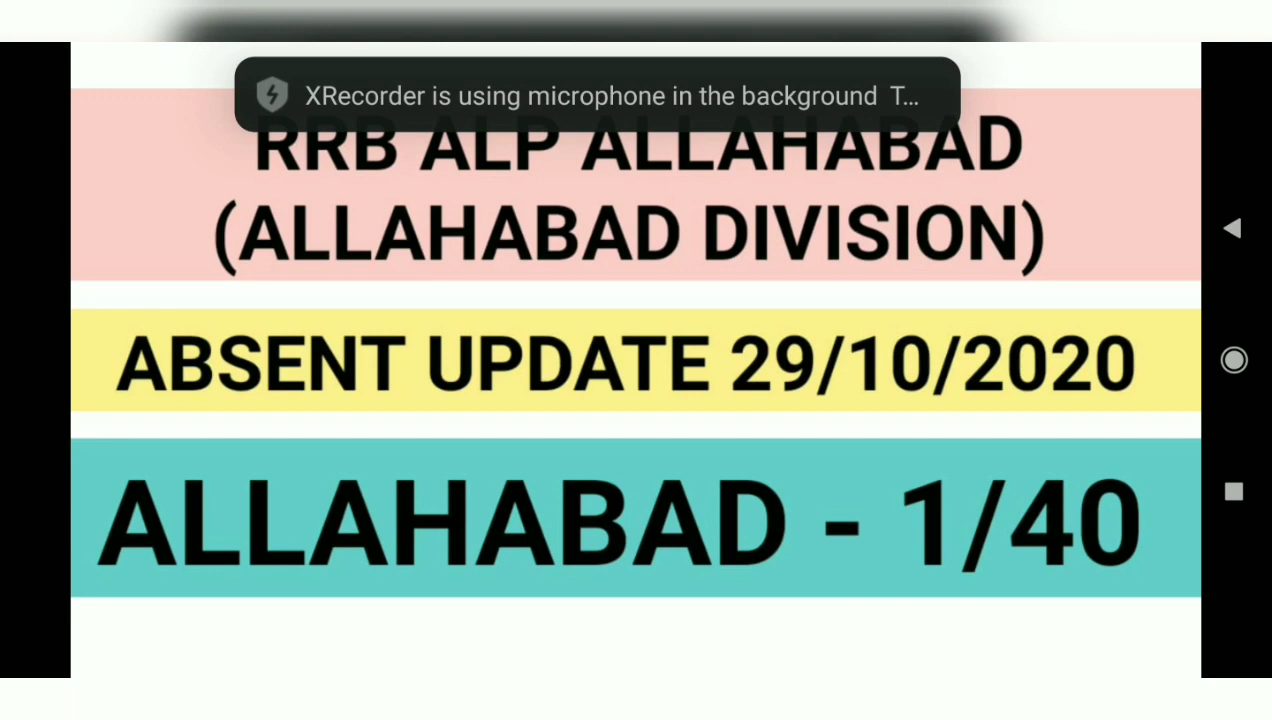 XRecorder is using microphone in the background T...
RRB ALP ALLAHABAD
(ALLAHABAD DIVISION)
ABSENT UPDATE 29/10/2020
ALLAHABAD - 1/40